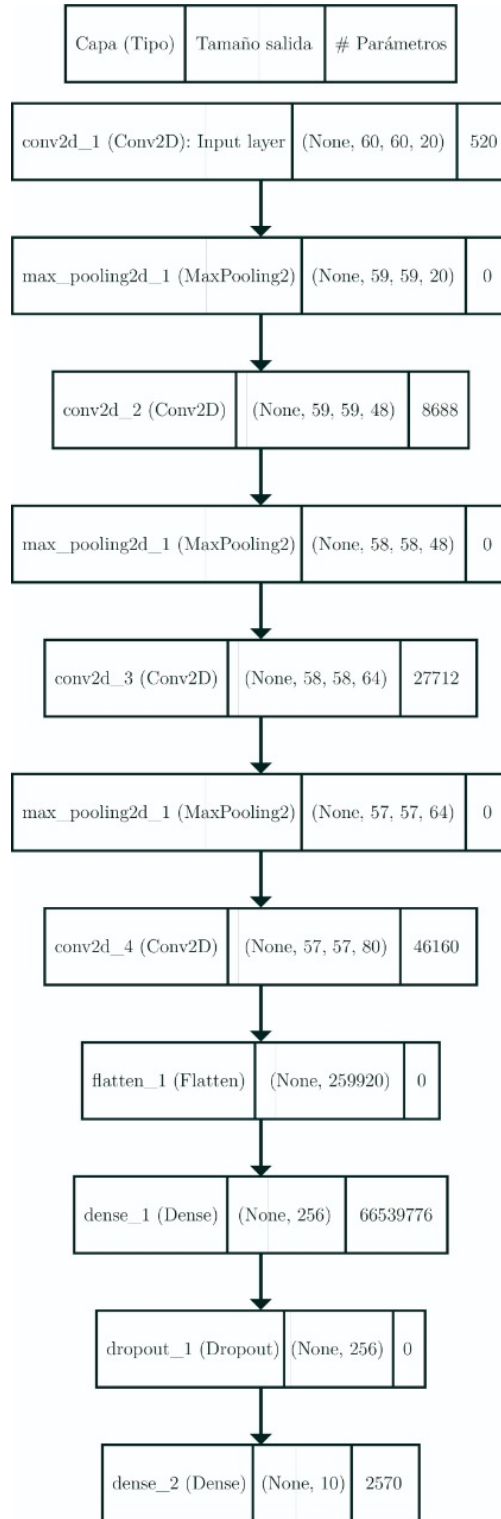 Capa (Tipo) Tamaño salida # Parámetros
conv2d_1 (Conv2D): Input layer (None, 60, 60, 20) 520
max_pooling2d_1 (MaxPooling2) (None, 59, 59, 20) 0
conv2d_2 (Conv2D) (None, 59, 59, 48) 8688
max_pooling2d_1 (MaxPooling2) (None, 58, 58, 48) 0
conv2d_3 (Conv2D) (None, 58, 58, 64) 27712
max_pooling2d_1 (MaxPooling2) (None, 57, 57, 64) 0
conv2d_4 (Conv2D) (None, 57, 57, 80) 46160
flatten_1 (Flatten) (None, 259920) 0
dense_1 (Dense) (None, 256) 66539776
dropout_1 (Dropout) (None, 256) 0
dense_2 (Dense) (None, 10) 2570